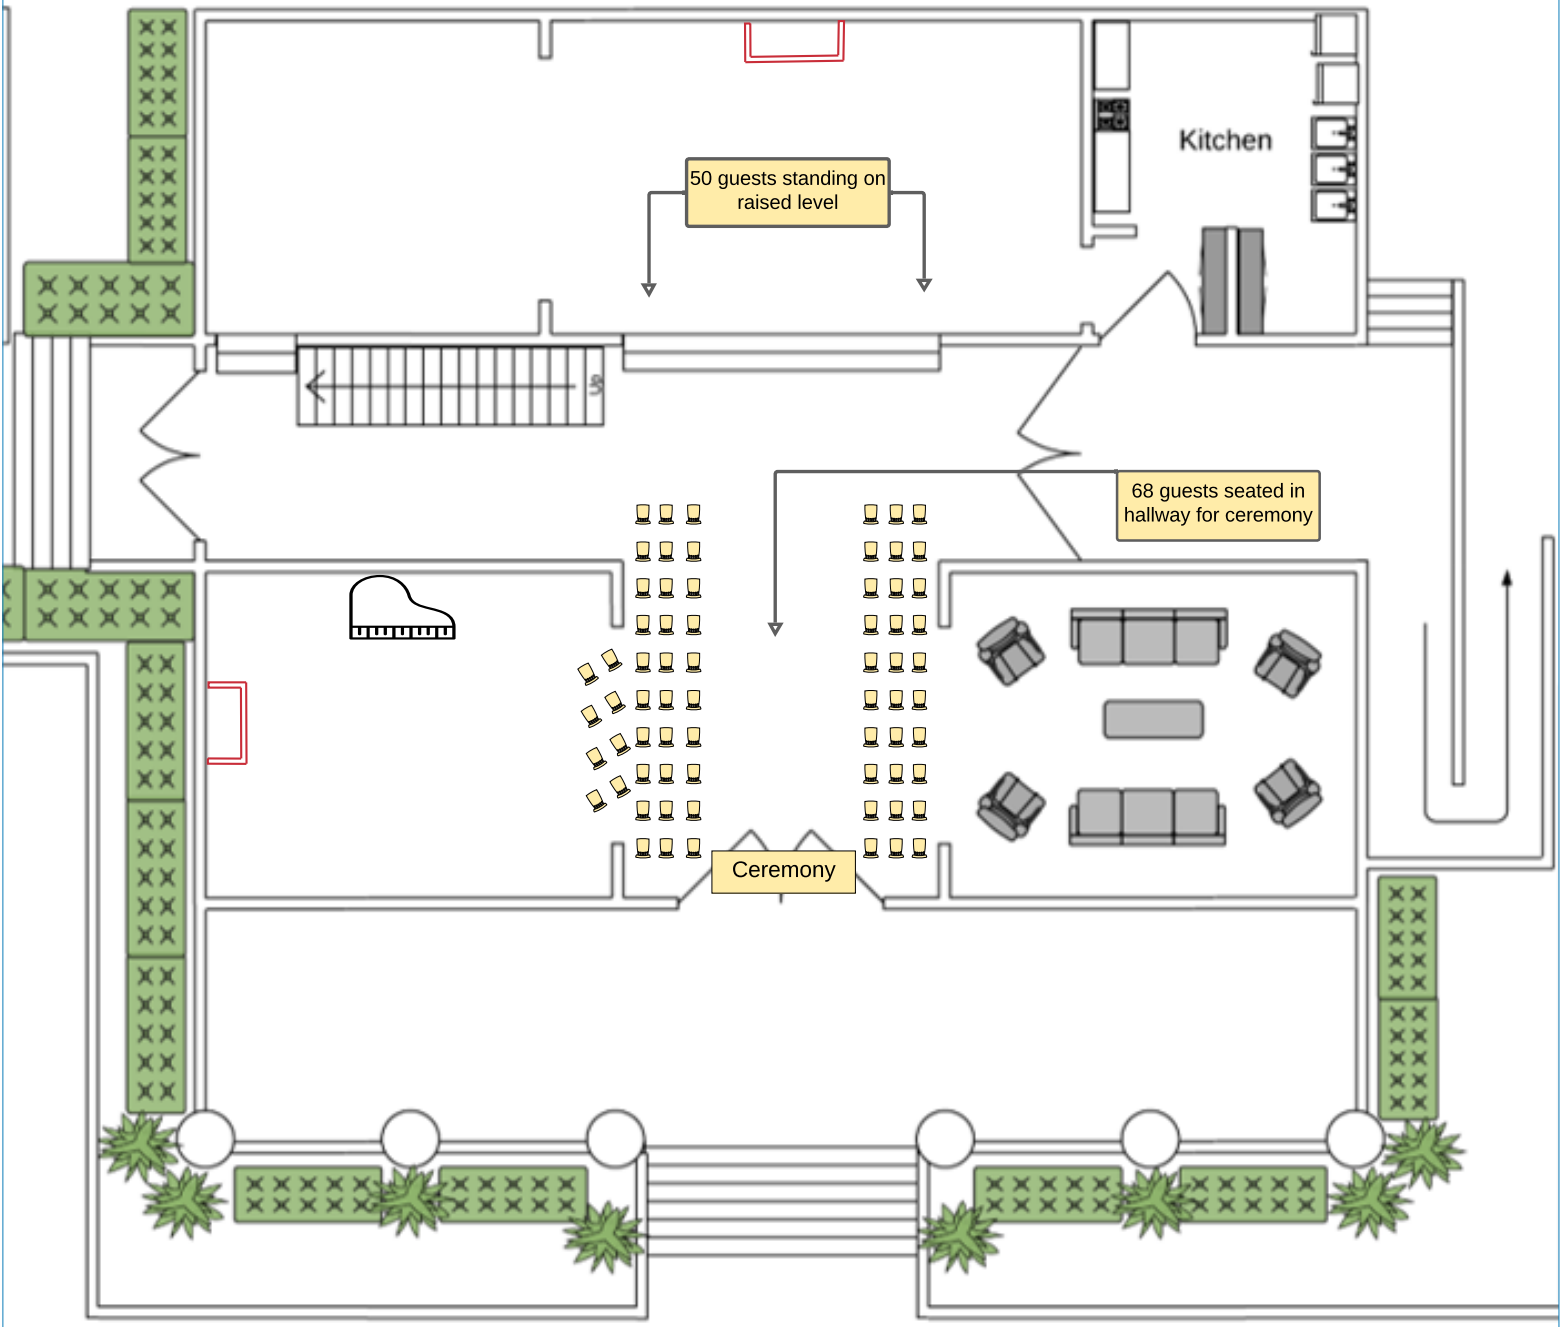 Kitchen
50 guests standing on
raised level
Up
68 guests seated in
hallway for ceremony
Ceremony